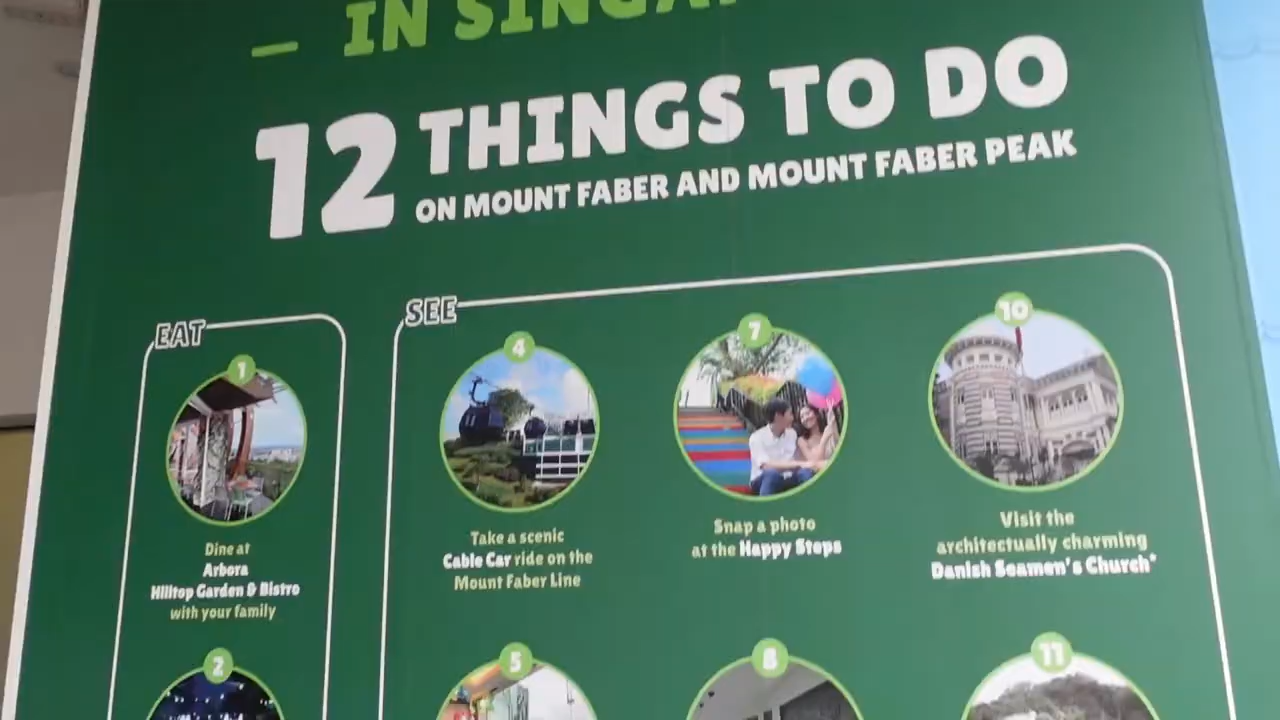 — IN SINGA
12 THINGS TO DO
ON MOUNT FABER AND MOUNT FABER PEAK
EAT
1
Dine at
Arbora
Hilltop Garden & Bistro
with your family
2
SEE
4
Take a scenic
Cable Car ride on the
Mount Faber Line
7
Snap a photo
at the Happy Steps
10
Visit the
architectually charming
Danish Seamen's Church*
5
8
11